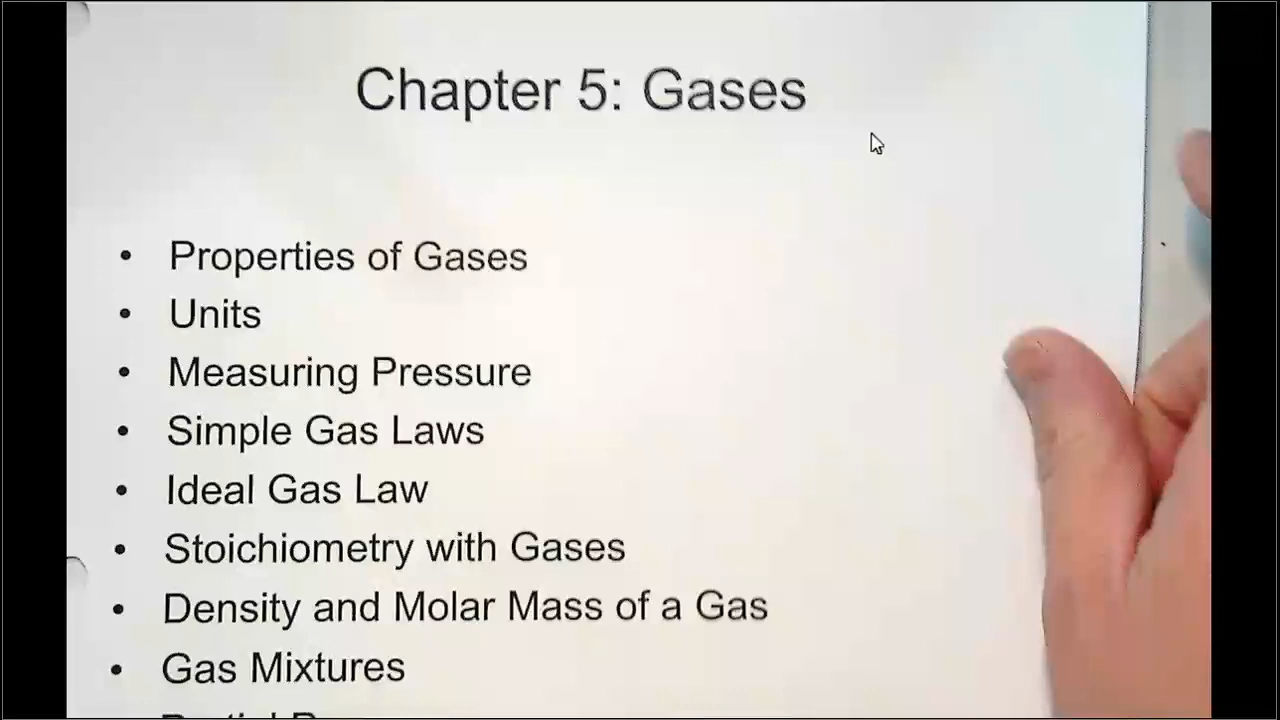 Chapter 5: Gases
• Properties of Gases
• Units
• Measuring Pressure
• Simple Gas Laws
• Ideal Gas Law
• Stoichiometry with Gases
• Density and Molar Mass of a Gas
• Gas Mixtures